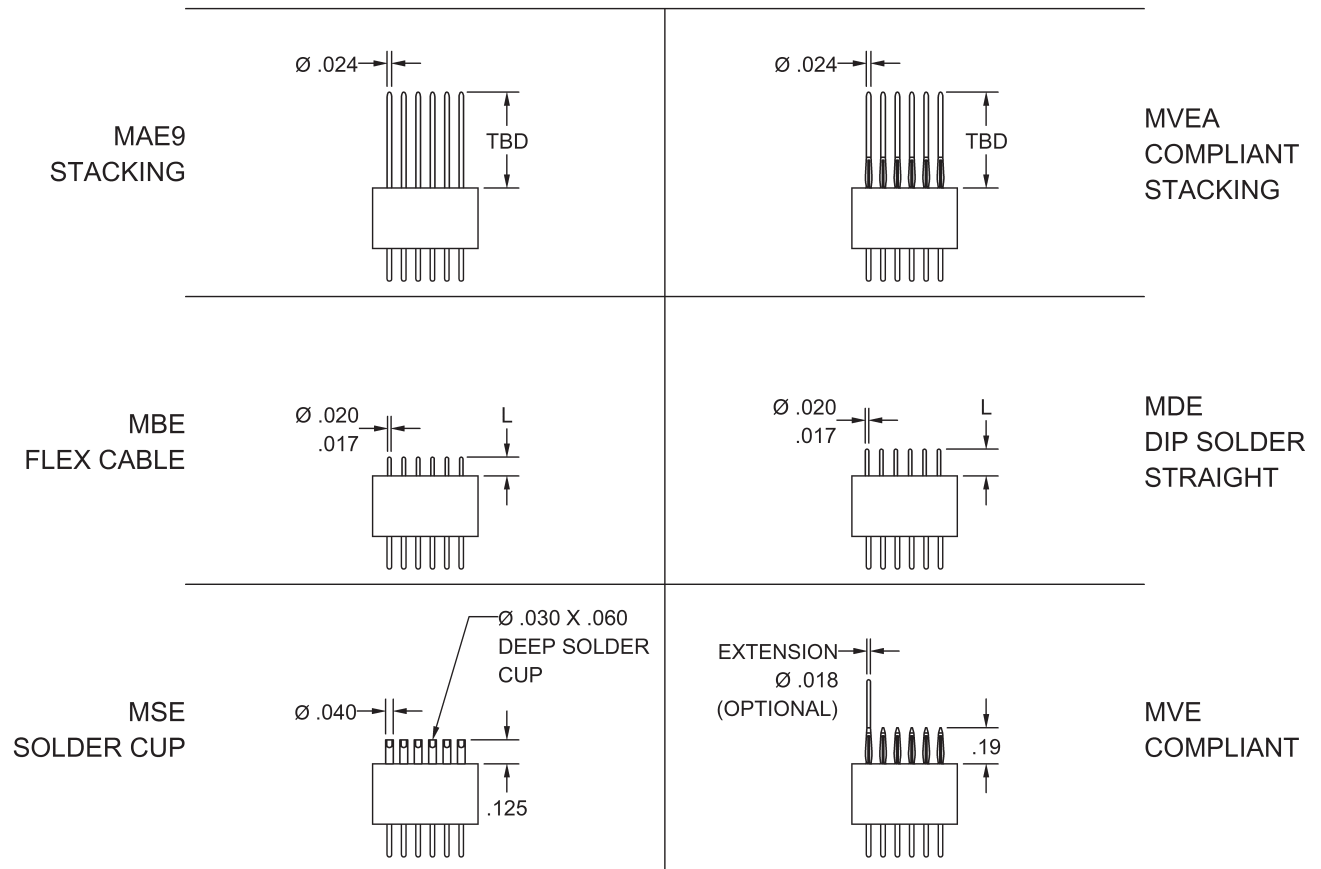 MAE9
STACKING
Ø .024
TBD
Ø .024
TBD
MVEA
COMPLIANT
STACKING
MBE
FLEX CABLE
Ø .020
.017
L
Ø .020
.017
L
MDE
DIP SOLDER
STRAIGHT
MSE
SOLDER CUP
Ø .040
Ø .030 X .060
DEEP SOLDER
CUP
.125
EXTENSION
Ø .018
(OPTIONAL)
.19
MVE
COMPLIANT